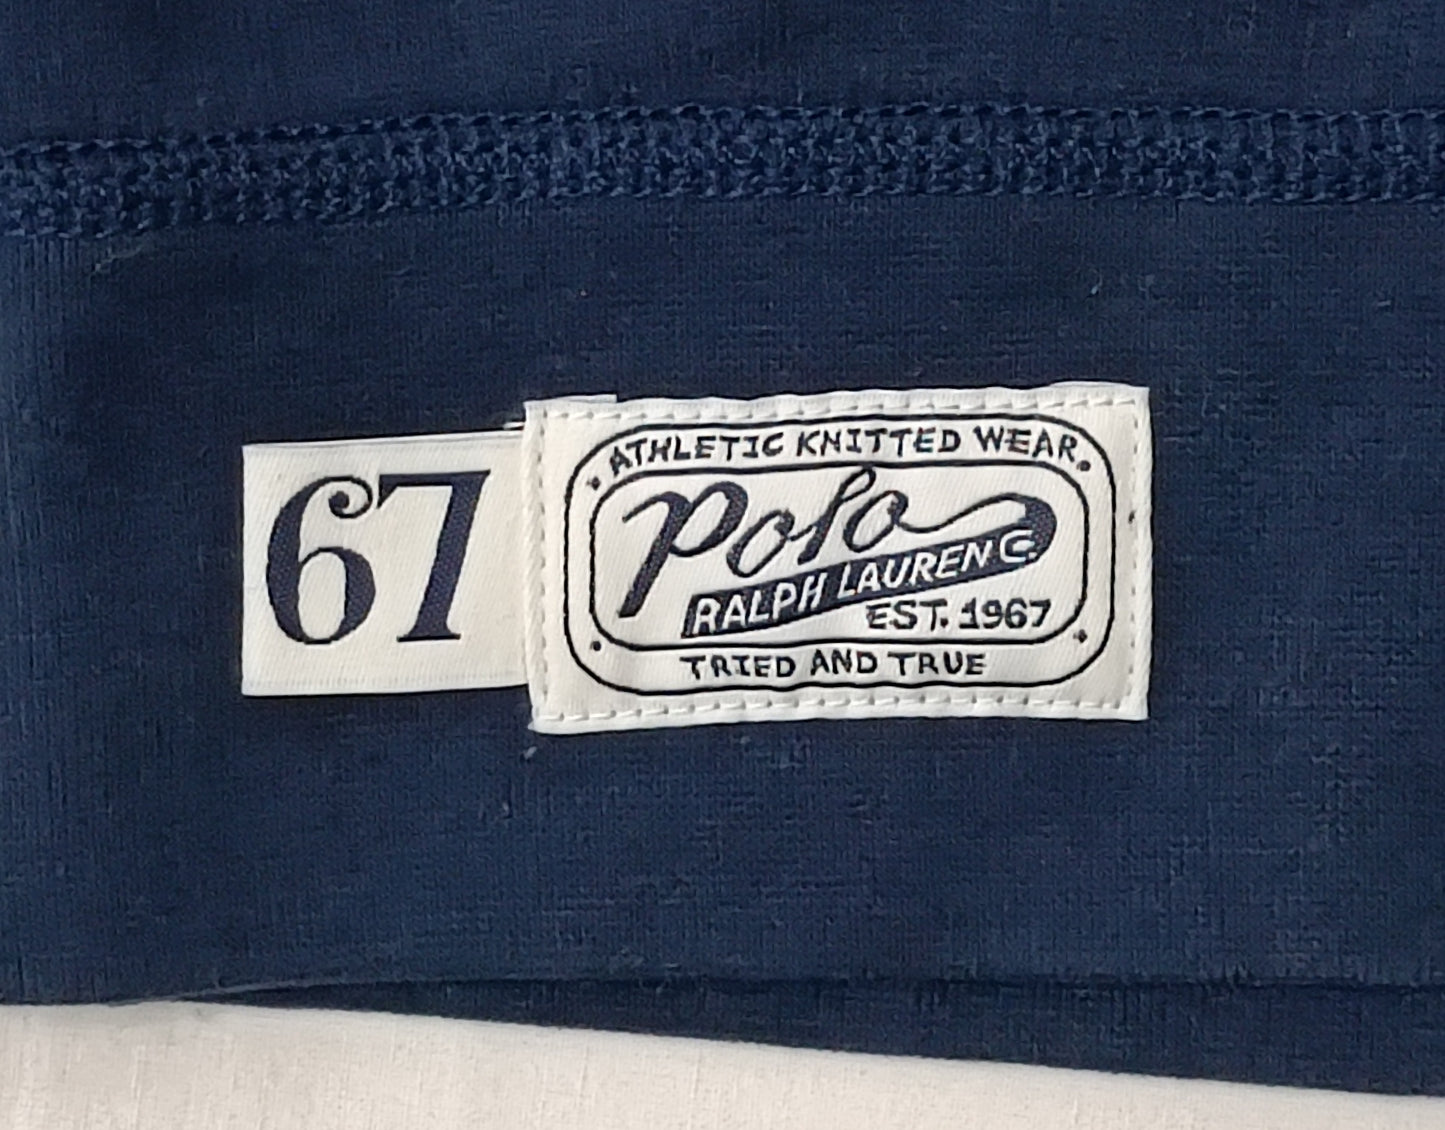 67
ATHLETIC KNITTED WEAR
Polo
RALPH LAUREN Co.
EST. 1967
TRIED AND TRUE